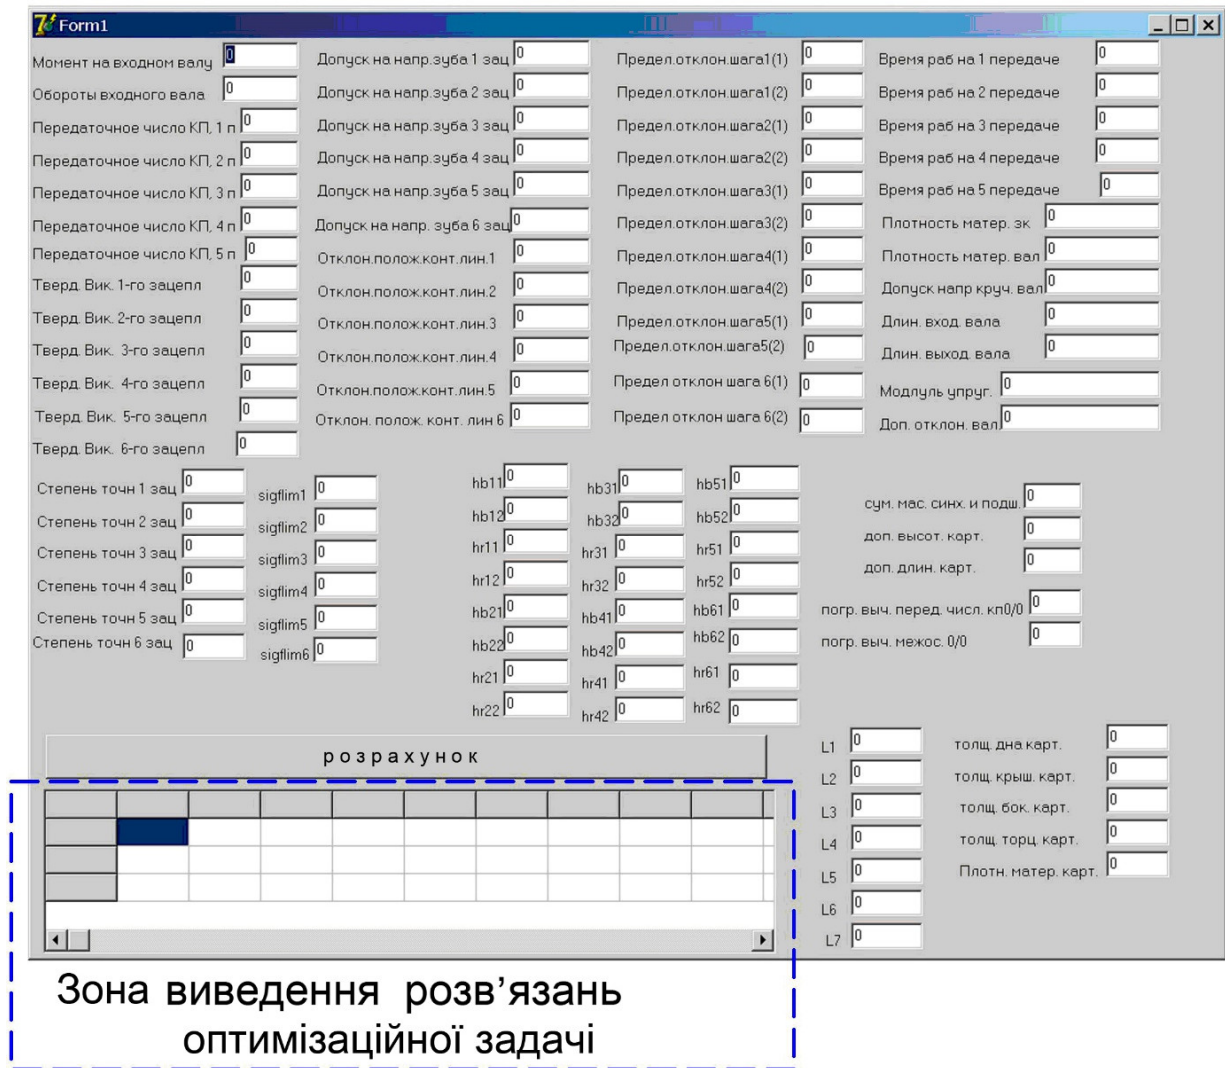 Form1
Момент на входном валу 0
Обороты входного вала 0
Передаточное число КП, 1 п 0
Передаточное число КП, 2 п 0
Передаточное число КП, 3 п 0
Передаточное число КП, 4 п 0
Передаточное число КП, 5 п 0
Тверд. Вик. 1-го зацепл 0
Тверд. Вик. 2-го зацепл 0
Тверд. Вик. 3-го зацепл 0
Тверд. Вик. 4-го зацепл 0
Тверд. Вик. 5-го зацепл 0
Тверд. Вик. 6-го зацепл 0
Допуск на напр.зуба 1 зац 0
Допуск на напр.зуба 2 зац 0
Допуск на напр.зуба 3 зац 0
Допуск на напр.зуба 4 зац 0
Допуск на напр.зуба 5 зац 0
Допуск на напр. зуба 6 зац 0
Отклон.полож.конт.лин.1 0
Отклон.полож.конт.лин.2 0
Отклон.полож.конт.лин.3 0
Отклон.полож.конт.лин.4 0
Отклон.полож.конт.лин.5 0
Отклон. полож. конт. лин 6 0
Предел.отклон.шага1(1) 0
Предел.отклон.шага1(2) 0
Предел.отклон.шага2(1) 0
Предел.отклон.шага2(2) 0
Предел.отклон.шага3(1) 0
Предел.отклон.шага3(2) 0
Предел.отклон.шага4(1) 0
Предел.отклон.шага4(2) 0
Предел.отклон.шага5(1) 0
Предел.отклон.шага5(2) 0
Предел отклон шага 6(1) 0
Предел отклон шага 6(2) 0
Время раб на 1 передаче 0
Время раб на 2 передаче 0
Время раб на 3 передаче 0
Время раб на 4 передаче 0
Время раб на 5 передаче 0
Плотность матер. зк 0
Плотность матер. вал 0
Допуск напр круч. вал 0
Длин. вход. вала 0
Длин. выход. вала 0
Модлуль упруг. 0
Доп. отклон. вал 0
Степень точн 1 зац 0
Степень точн 2 зац 0
Степень точн 3 зац 0
Степень точн 4 зац 0
Степень точн 5 зац 0
Степень точн 6 зац 0
sigflim1 0
sigflim2 0
sigflim3 0
sigflim4 0
sigflim5 0
sigflim6 0
hb11 0
hb12 0
hr11 0
hr12 0
hb21 0
hb22 0
hr21 0
hr22 0
hb31 0
hb32 0
hr31 0
hr32 0
hb41 0
hb42 0
hr41 0
hr42 0
hb51 0
hb52 0
hr51 0
hr52 0
hb61 0
hb62 0
hr61 0
hr62 0
сум. мас. синх. и подш. 0
доп. высот. карт. 0
доп. длин. карт. 0
погр. выч. перед. числ. кп0/0 0
погр. выч. межос. 0/0 0
розрахунок
L1 0
L2 0
L3 0
L4 0
L5 0
L6 0
L7 0
толщ. дна карт. 0
толщ. крыш. карт. 0
толщ. бок. карт. 0
толщ. торц. карт. 0
Плотн. матер. карт. 0
Зона виведення розв’язань
оптимізаційної задачі